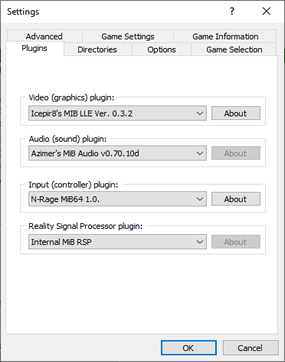 Settings
?
Advanced Game Settings Game Information
Plugins Directories Options Game Selection
Video (graphics) plugin:
Icepir8's MIB LLE Ver. 0.3.2 About
Audio (sound) plugin:
Azimer's MiB Audio v0.70.10d About
Input (controller) plugin:
N-Rage MiB64 1.0. About
Reality Signal Processor plugin:
Internal MiB RSP About
OK Cancel